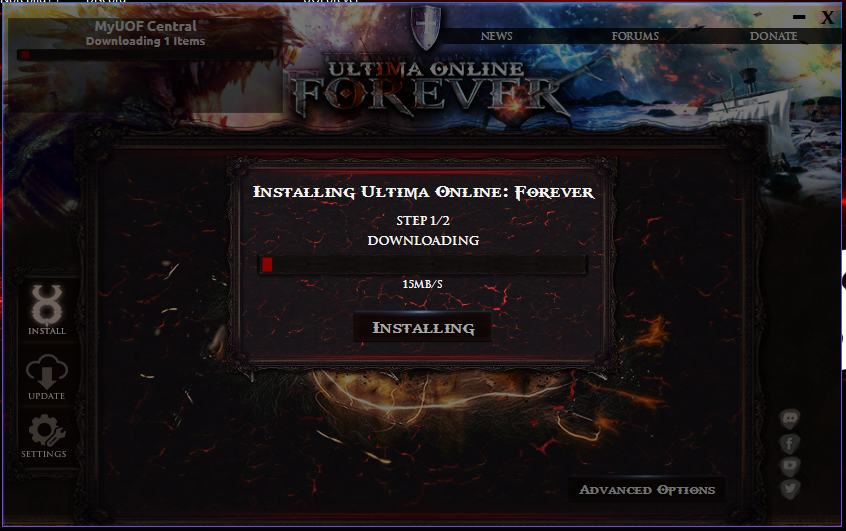 MyUOF Central
Downloading 1 Items
NEWS
FORUMS
DONATE
X
ULTIMA ONLINE
FOREVER
Installing Ultima Online: Forever
STEP 1/2
DOWNLOADING
15MB/S
Installing
INSTALL
UPDATE
SETTINGS
Advanced Options